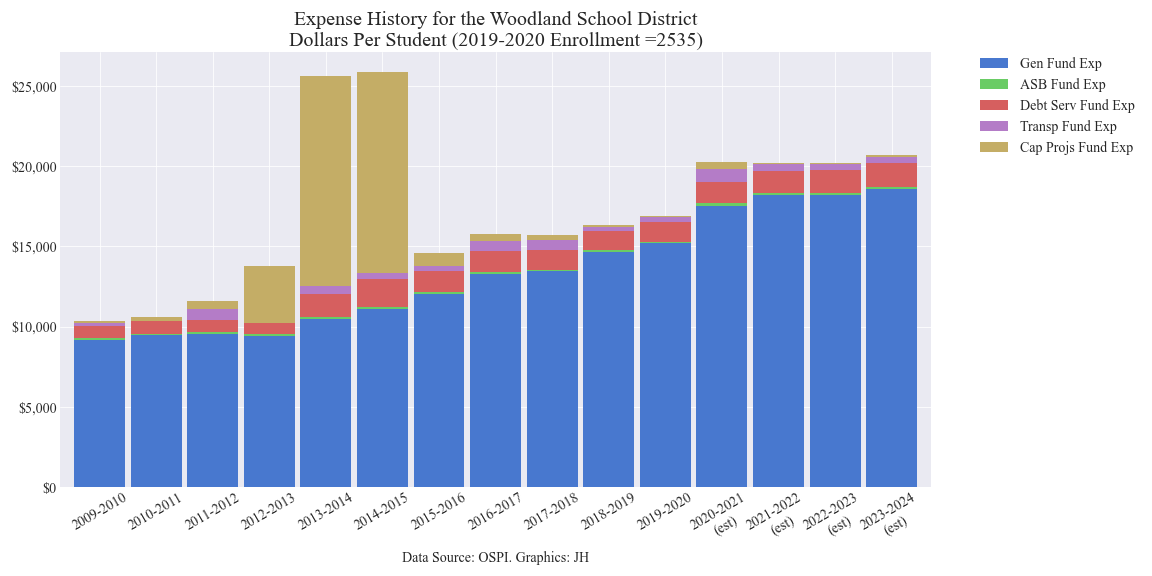 Expense History for the Woodland School District
Dollars Per Student (2019-2020 Enrollment =2535)
Gen Fund Exp
ASB Fund Exp
Debt Serv Fund Exp
Transp Fund Exp
Cap Projs Fund Exp
$25,000
$20,000
$15,000
$10,000
$5,000
$0
2009-2010
2010-2011
2011-2012
2012-2013
2013-2014
2014-2015
2015-2016
2016-2017
2017-2018
2018-2019
2019-2020
2020-2021
(est)
2021-2022
(est)
2022-2023
(est)
2023-2024
(est)
Data Source: OSPI. Graphics: JH